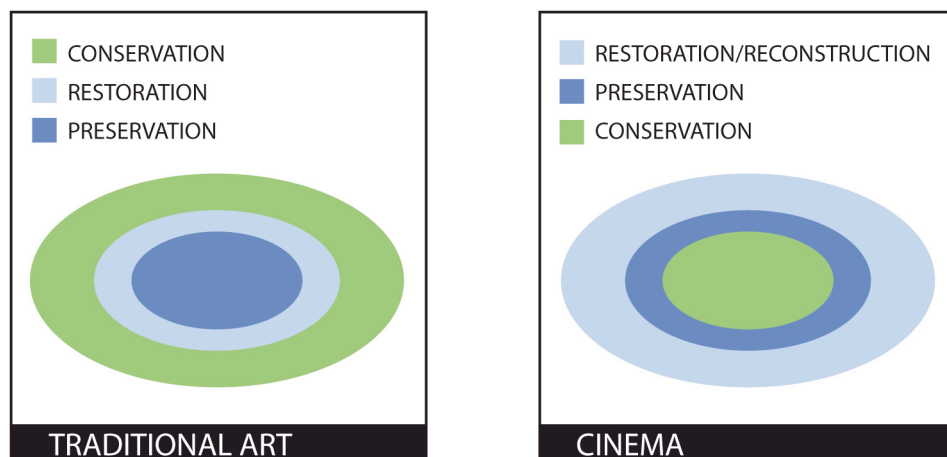 CONSERVATION
RESTORATION
PRESERVATION
TRADITIONAL ART
RESTORATION/RECONSTRUCTION
PRESERVATION
CONSERVATION
CINEMA